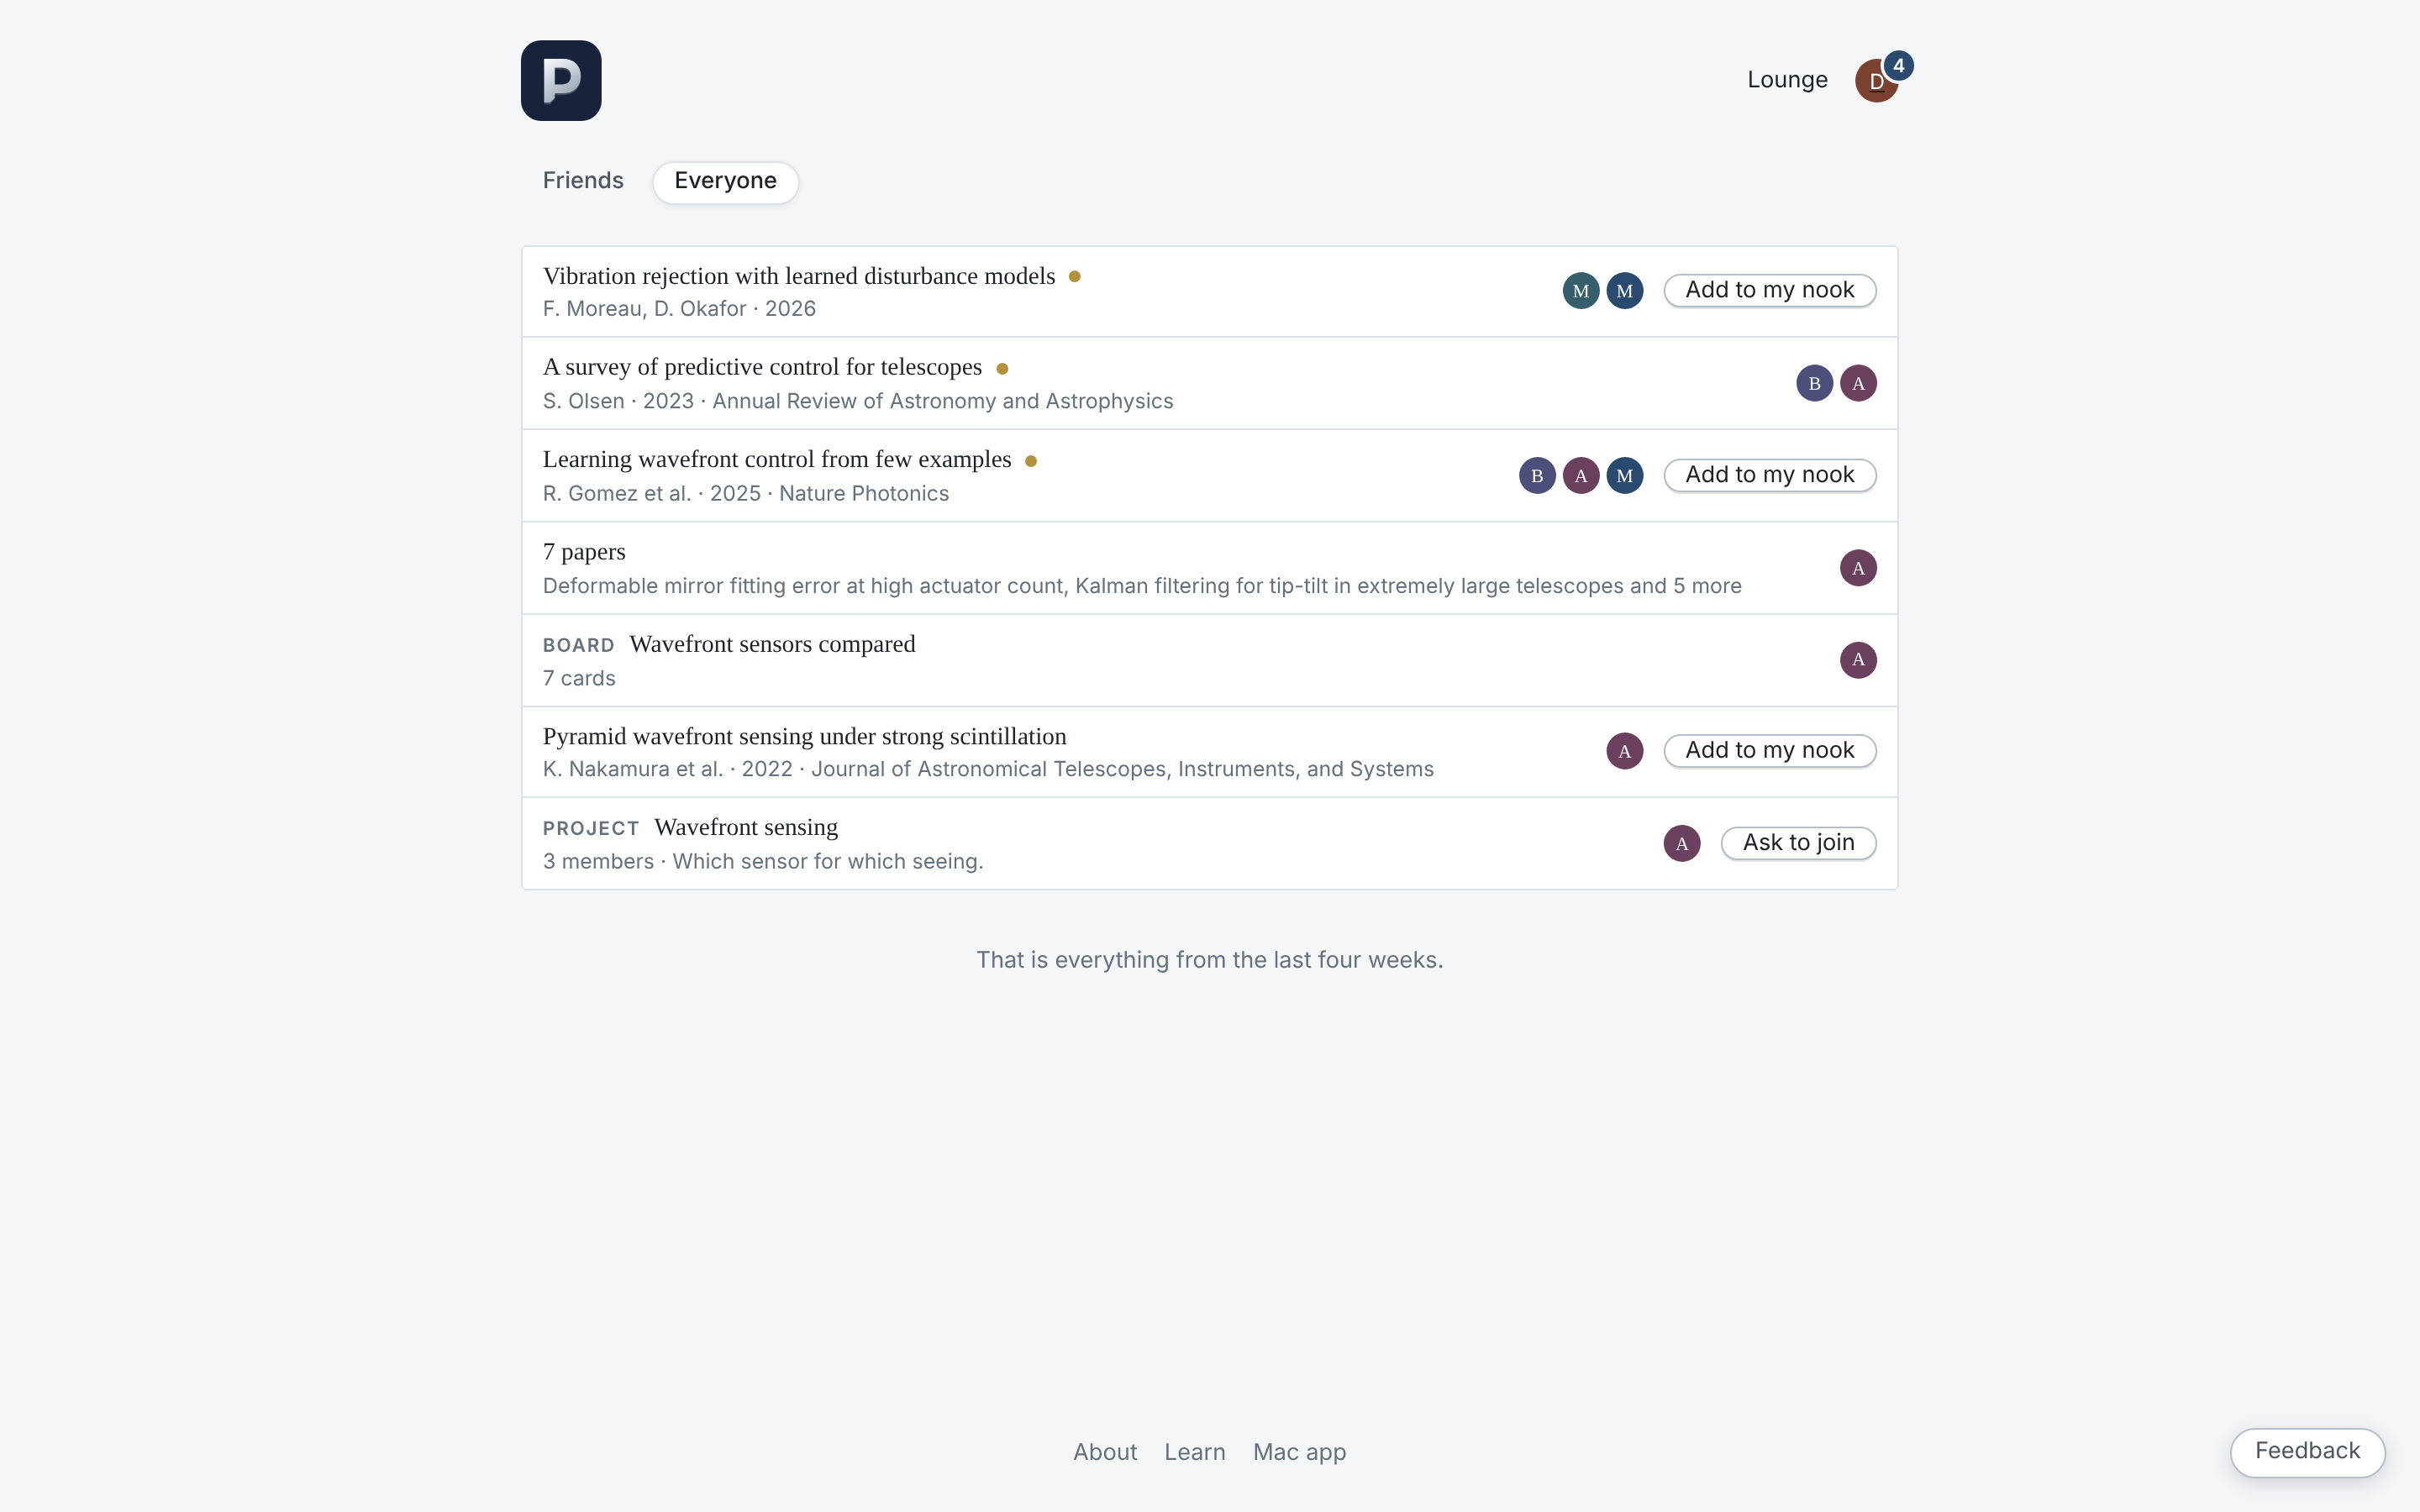 P
Lounge
D
4
Friends
Everyone
Vibration rejection with learned disturbance models
F. Moreau, D. Okafor · 2026
M
M
Add to my nook
A survey of predictive control for telescopes
S. Olsen · 2023 · Annual Review of Astronomy and Astrophysics
B
A
Learning wavefront control from few examples
R. Gomez et al. · 2025 · Nature Photonics
B
A
M
Add to my nook
7 papers
Deformable mirror fitting error at high actuator count, Kalman filtering for tip-tilt in extremely large telescopes and 5 more
A
BOARD Wavefront sensors compared
7 cards
A
Pyramid wavefront sensing under strong scintillation
K. Nakamura et al. · 2022 · Journal of Astronomical Telescopes, Instruments, and Systems
A
Add to my nook
PROJECT Wavefront sensing
3 members · Which sensor for which seeing.
A
Ask to join
That is everything from the last four weeks.
About
Learn
Mac app
Feedback